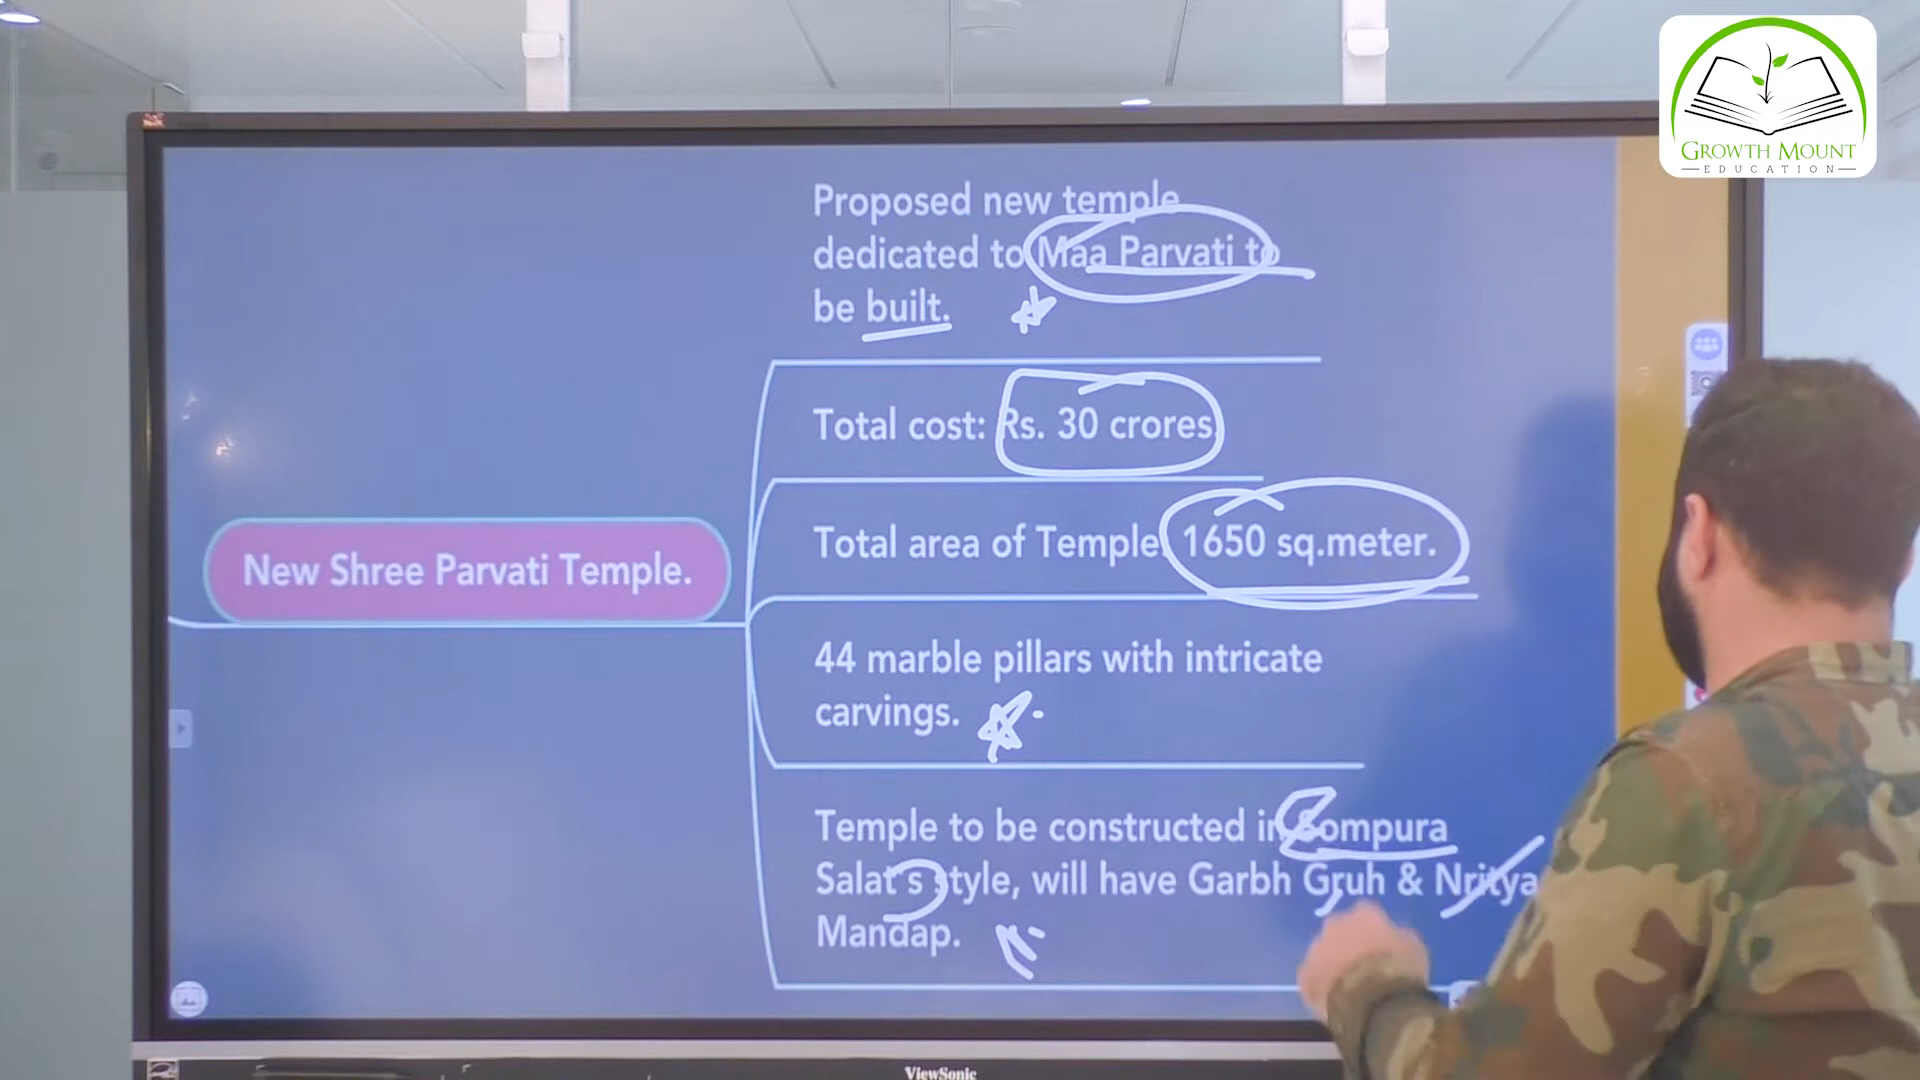 GROWTH MOUNT
EDUCATION
Proposed new temple
dedicated to Maa Parvati to
be built.
Total cost: Rs. 30 crores.
Total area of Temple: 1650 sq.meter.
New Shree Parvati Temple.
44 marble pillars with intricate
carvings.
Temple to be constructed in Sompura
Salat's style, will have Garbh Gruh & Nritya
Mandap.
ViewSonic